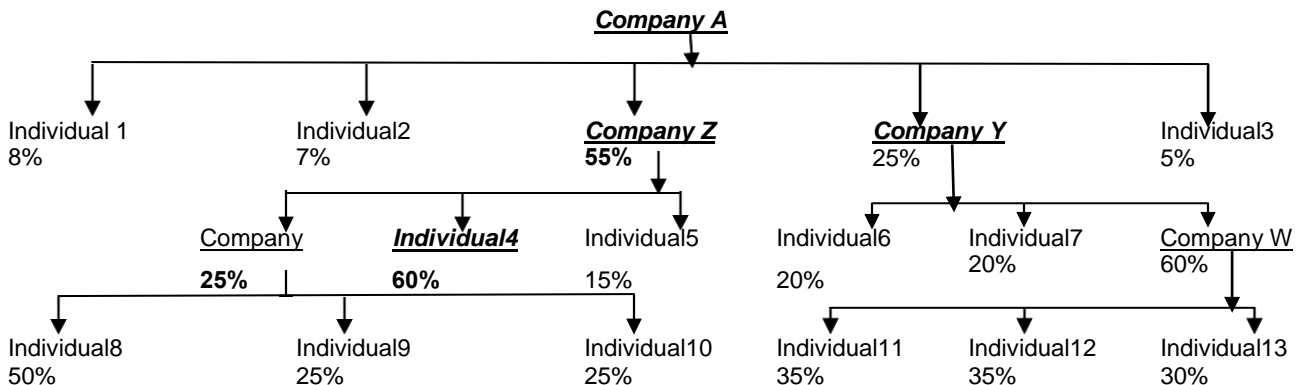 Company A
Individual 1 Individual2 Company Z Company Y Individual3
8% 7% 55% 25% 5%
Company Individual4 Individual5 Individual6 Individual7 Company W
25% 60% 15% 20% 20% 60%
Individual8 Individual9 Individual10 Individual11 Individual12 Individual13
50% 25% 25% 35% 35% 30%